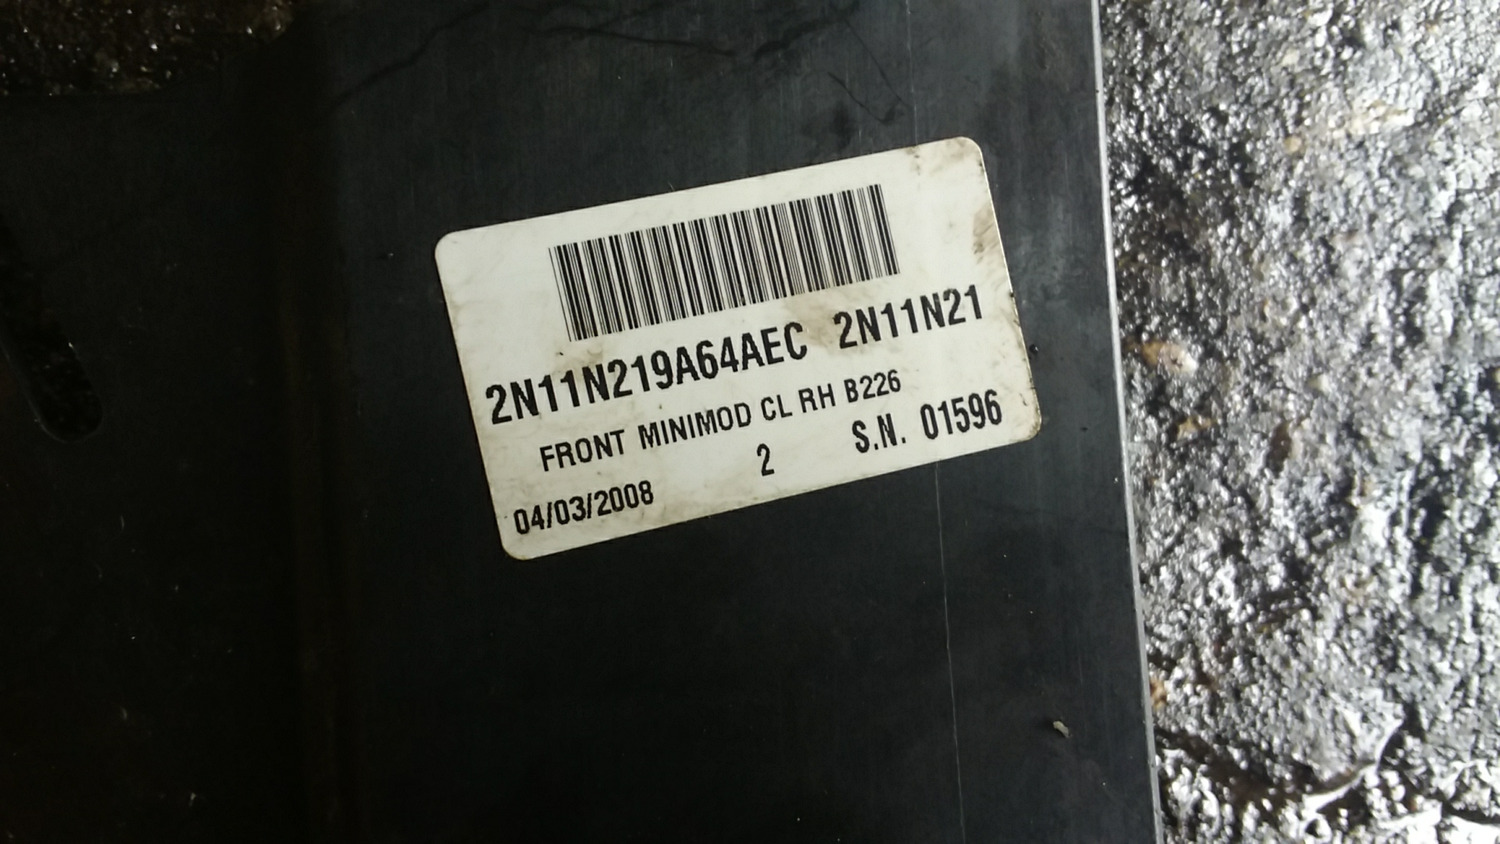 2N11N219A64AEC 2N11N21
FRONT MINIMOD CL RH B226
04/03/2008 2 S.N. 01596